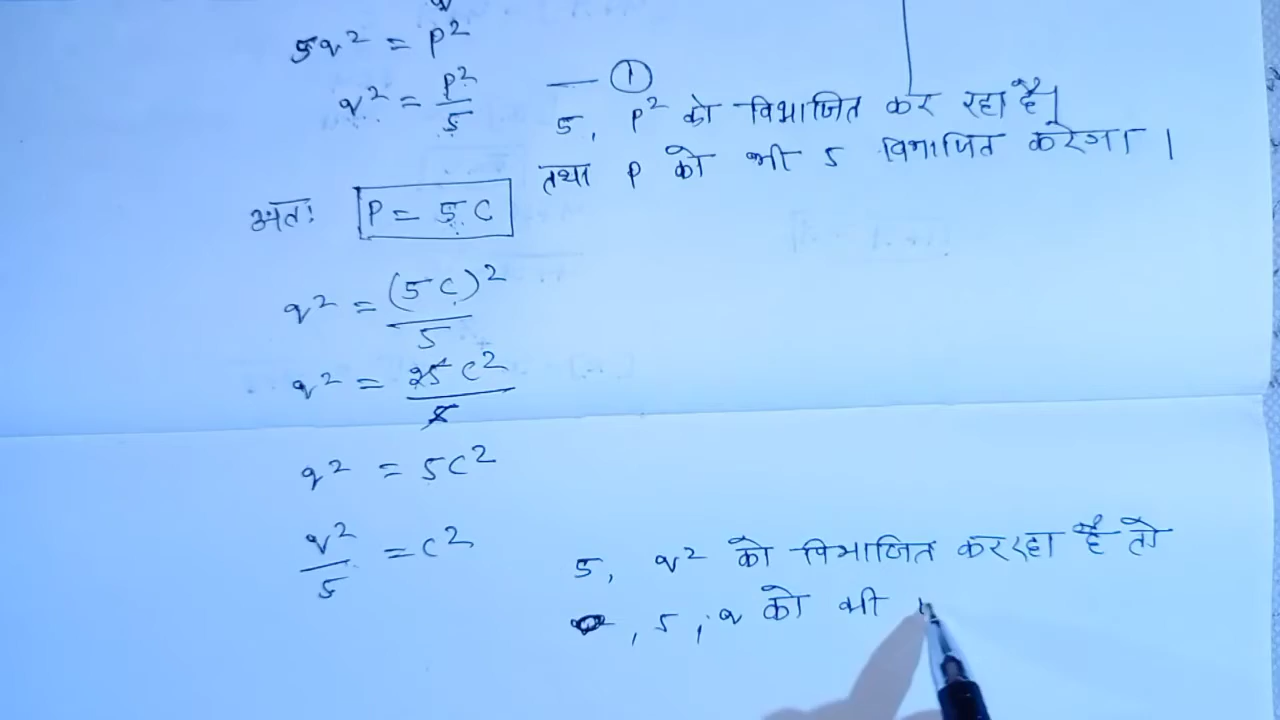 5q² = p²
q² = p²/5 — ①
5, p² को विभाजित कर रहा है।
तथा p को भी 5 विभाजित करेगा।
अतः P = 5C
q² = (5C)²/5
q² = 25C²/5
q² = 5C²
q²/5 = C²
5, q² को विभाजित कर रहा है तो
, 5, q को भी